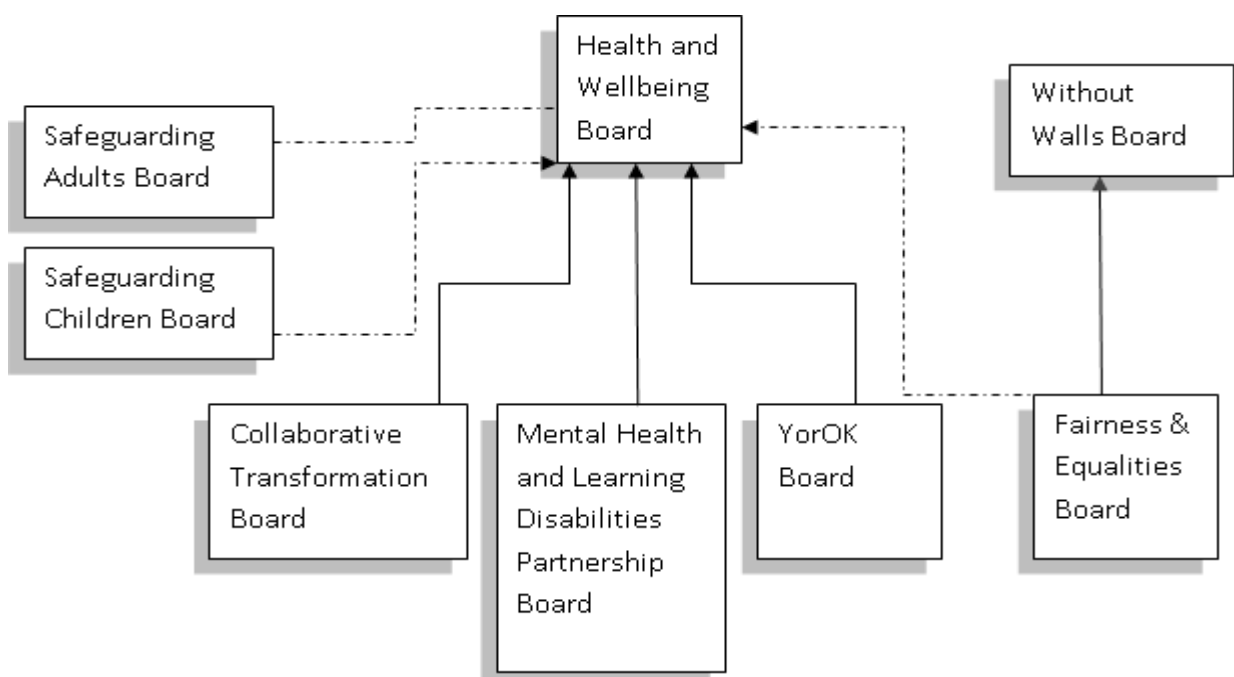 Health and
Wellbeing
Board
Without
Walls Board
Safeguarding
Adults Board
Safeguarding
Children Board
Collaborative
Transformation
Board
Mental Health
and Learning
Disabilities
Partnership
Board
YorOK
Board
Fairness &
Equalities
Board